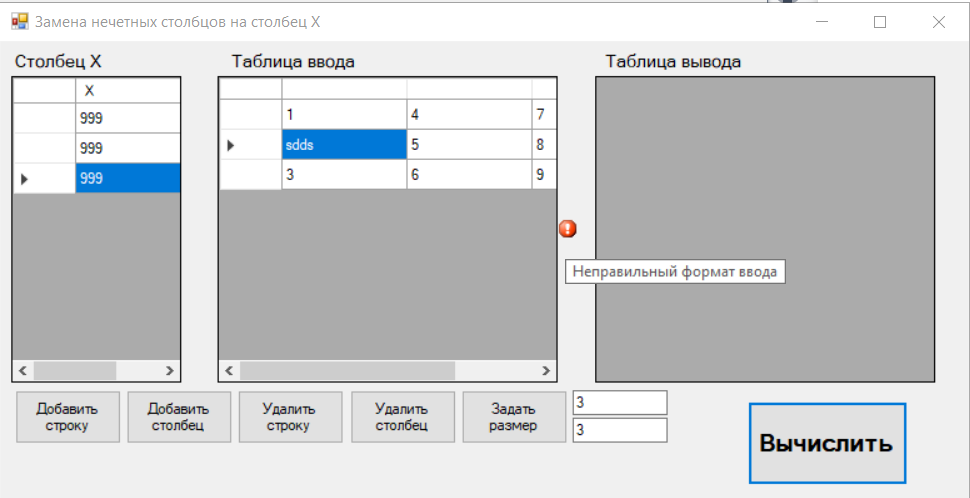 Замена нечетных столбцов на столбец X
Столбец X
Таблица ввода
Таблица вывода
X
999
999
999
1 4 7
sdds 5 8
3 6 9
Неправильный формат ввода
Добавить
строку
Добавить
столбец
Удалить
строку
Удалить
столбец
Задать
размер
3
3
Вычислить